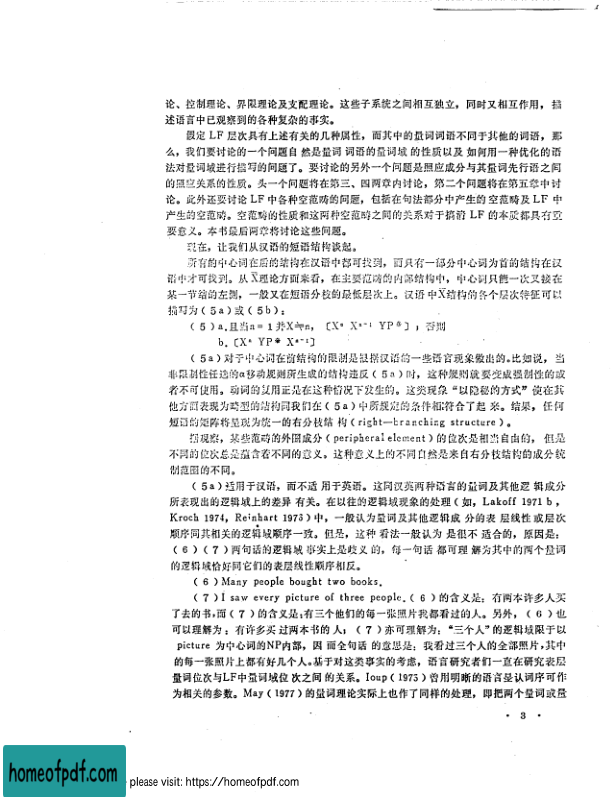 论、控制理论、界限理论及支配理论。这些子系统之间相互独立，同时又相互作用，描
述语言中已观察到的各种复杂的事实。
假定LF层次具有上述有关的几种属性，而其中的量词词语不同于其他的词语，那
么，我们要讨论的一个问题自然是量词词语的量词域的性质以及如何用一种优化的语
法对量词域进行描写的问题了。要讨论的另外一个问题是照应成分与其量词先行语之间
的照应关系的性质。头一个问题将在第三、四两章内讨论，第二个问题将在第五章中讨
论。此外还要讨论LF中各种空范畴的问题，包括在句法部分中产生的空范畴及LF中
产生的空范畴。空范畴的性质和这两种空范畴之间的关系对于搞清LF的本质都具有重
要意义。本书最后两章将讨论这些问题。
现在，让我们从汉语的短语结构谈起。
所有的中心词在后的结构在汉语中都可找到，而只有一部分中心词为首的结构在汉
语中才可找到。从X̄理论方面来看，在主要范畴的内部结构中，中心词只能一次又接在
某一节结的左侧，一般又在短语分枝的最低层次上。汉语中X̄结构的各个层次特征可以
描写为（5a）或（5b）：
（5）a.且当n＝1并X≒n，〔Xⁿ Xⁿ⁻¹ YP*〕；否则
b.〔Xⁿ YP* Xⁿ⁻¹〕
（5a）对于中心词在前结构的限制是根据汉语的一些语言现象做出的。比如说，当
非限制性任选的α移动规则所生成的结构违反（5a）时，这种规则就要变成强制性的或
者不可使用。动词的复用正是在这种情况下发生的。这类现象“以隐秘的方式”使在其
他方面表现为畸型的结构同我们在（5a）中所规定的条件相符合了起来。结果，任何
短语的矩阵将呈现为统一的右分枝结构（right—branching structure）。
据观察，某些范畴的外围成分（peripheral element）的位次是相当自由的，但是
不同的位次总是蕴含着不同的意义。这种意义上的不同自然是来自右分枝结构的成分统
制范围的不同。
（5a）适用于汉语，而不适用于英语。这同汉英两种语言的量词及其他逻辑成分
所表现出的逻辑域上的差异有关。在以往的逻辑域现象的处理（如，Lakoff 1971b，
Kroch 1974，Reinhart 1976）中，一般认为量词及其他逻辑成分的表层线性或层次
顺序同其相关的逻辑域顺序一致。但是，这种看法一般认为是很不适合的，原因是：
（6）（7）两句话的逻辑域事实上是歧义的，每一句话都可理解为其中的两个量词
的逻辑域恰好同它们的表层线性顺序相反。
（6）Many people bought two books.
（7）I saw every picture of three people.（6）的含义是：有两本许多人买
了去的书，而（7）的含义是：有三个他们的每一张照片我都看过的人。另外，（6）也
可以理解为：有许多买过两本书的人；（7）亦可理解为：“三个人”的逻辑域限于以
picture为中心词的NP内部，因而全句话的意思是：我看过三个人的全部照片，其中
的每一张照片上都有好几个人。基于对这类事实的考虑，语言研究者们一直在研究表层
量词位次与LF中量词域位次之间的关系。Ioup（1975）曾用明晰的语言是认词序可作
为相关的参数。May（1977）的量词理论实际上也作了同样的处理，即把两个量词或量
· 3 ·
homeofpdf.com
please visit: https://homeofpdf.com